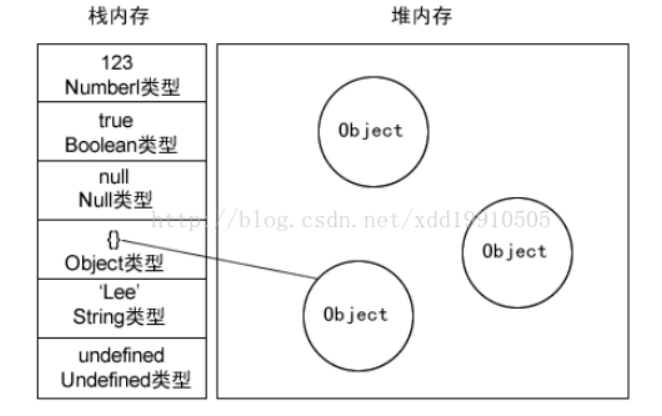 栈内存
堆内存
123
Numberl类型
true
Boolean类型
null
Null类型
{}
Object类型
‘Lee’
String类型
undefined
Undefined类型
Object
http://blog.csdn.net/xdd19910505
Object
Object